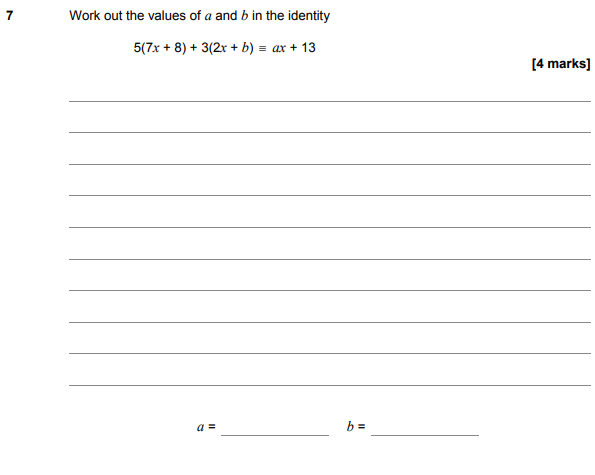 7 Work out the values of a and b in the identity
5(7x + 8) + 3(2x + b) ≡ ax + 13
[4 marks]
a = b =